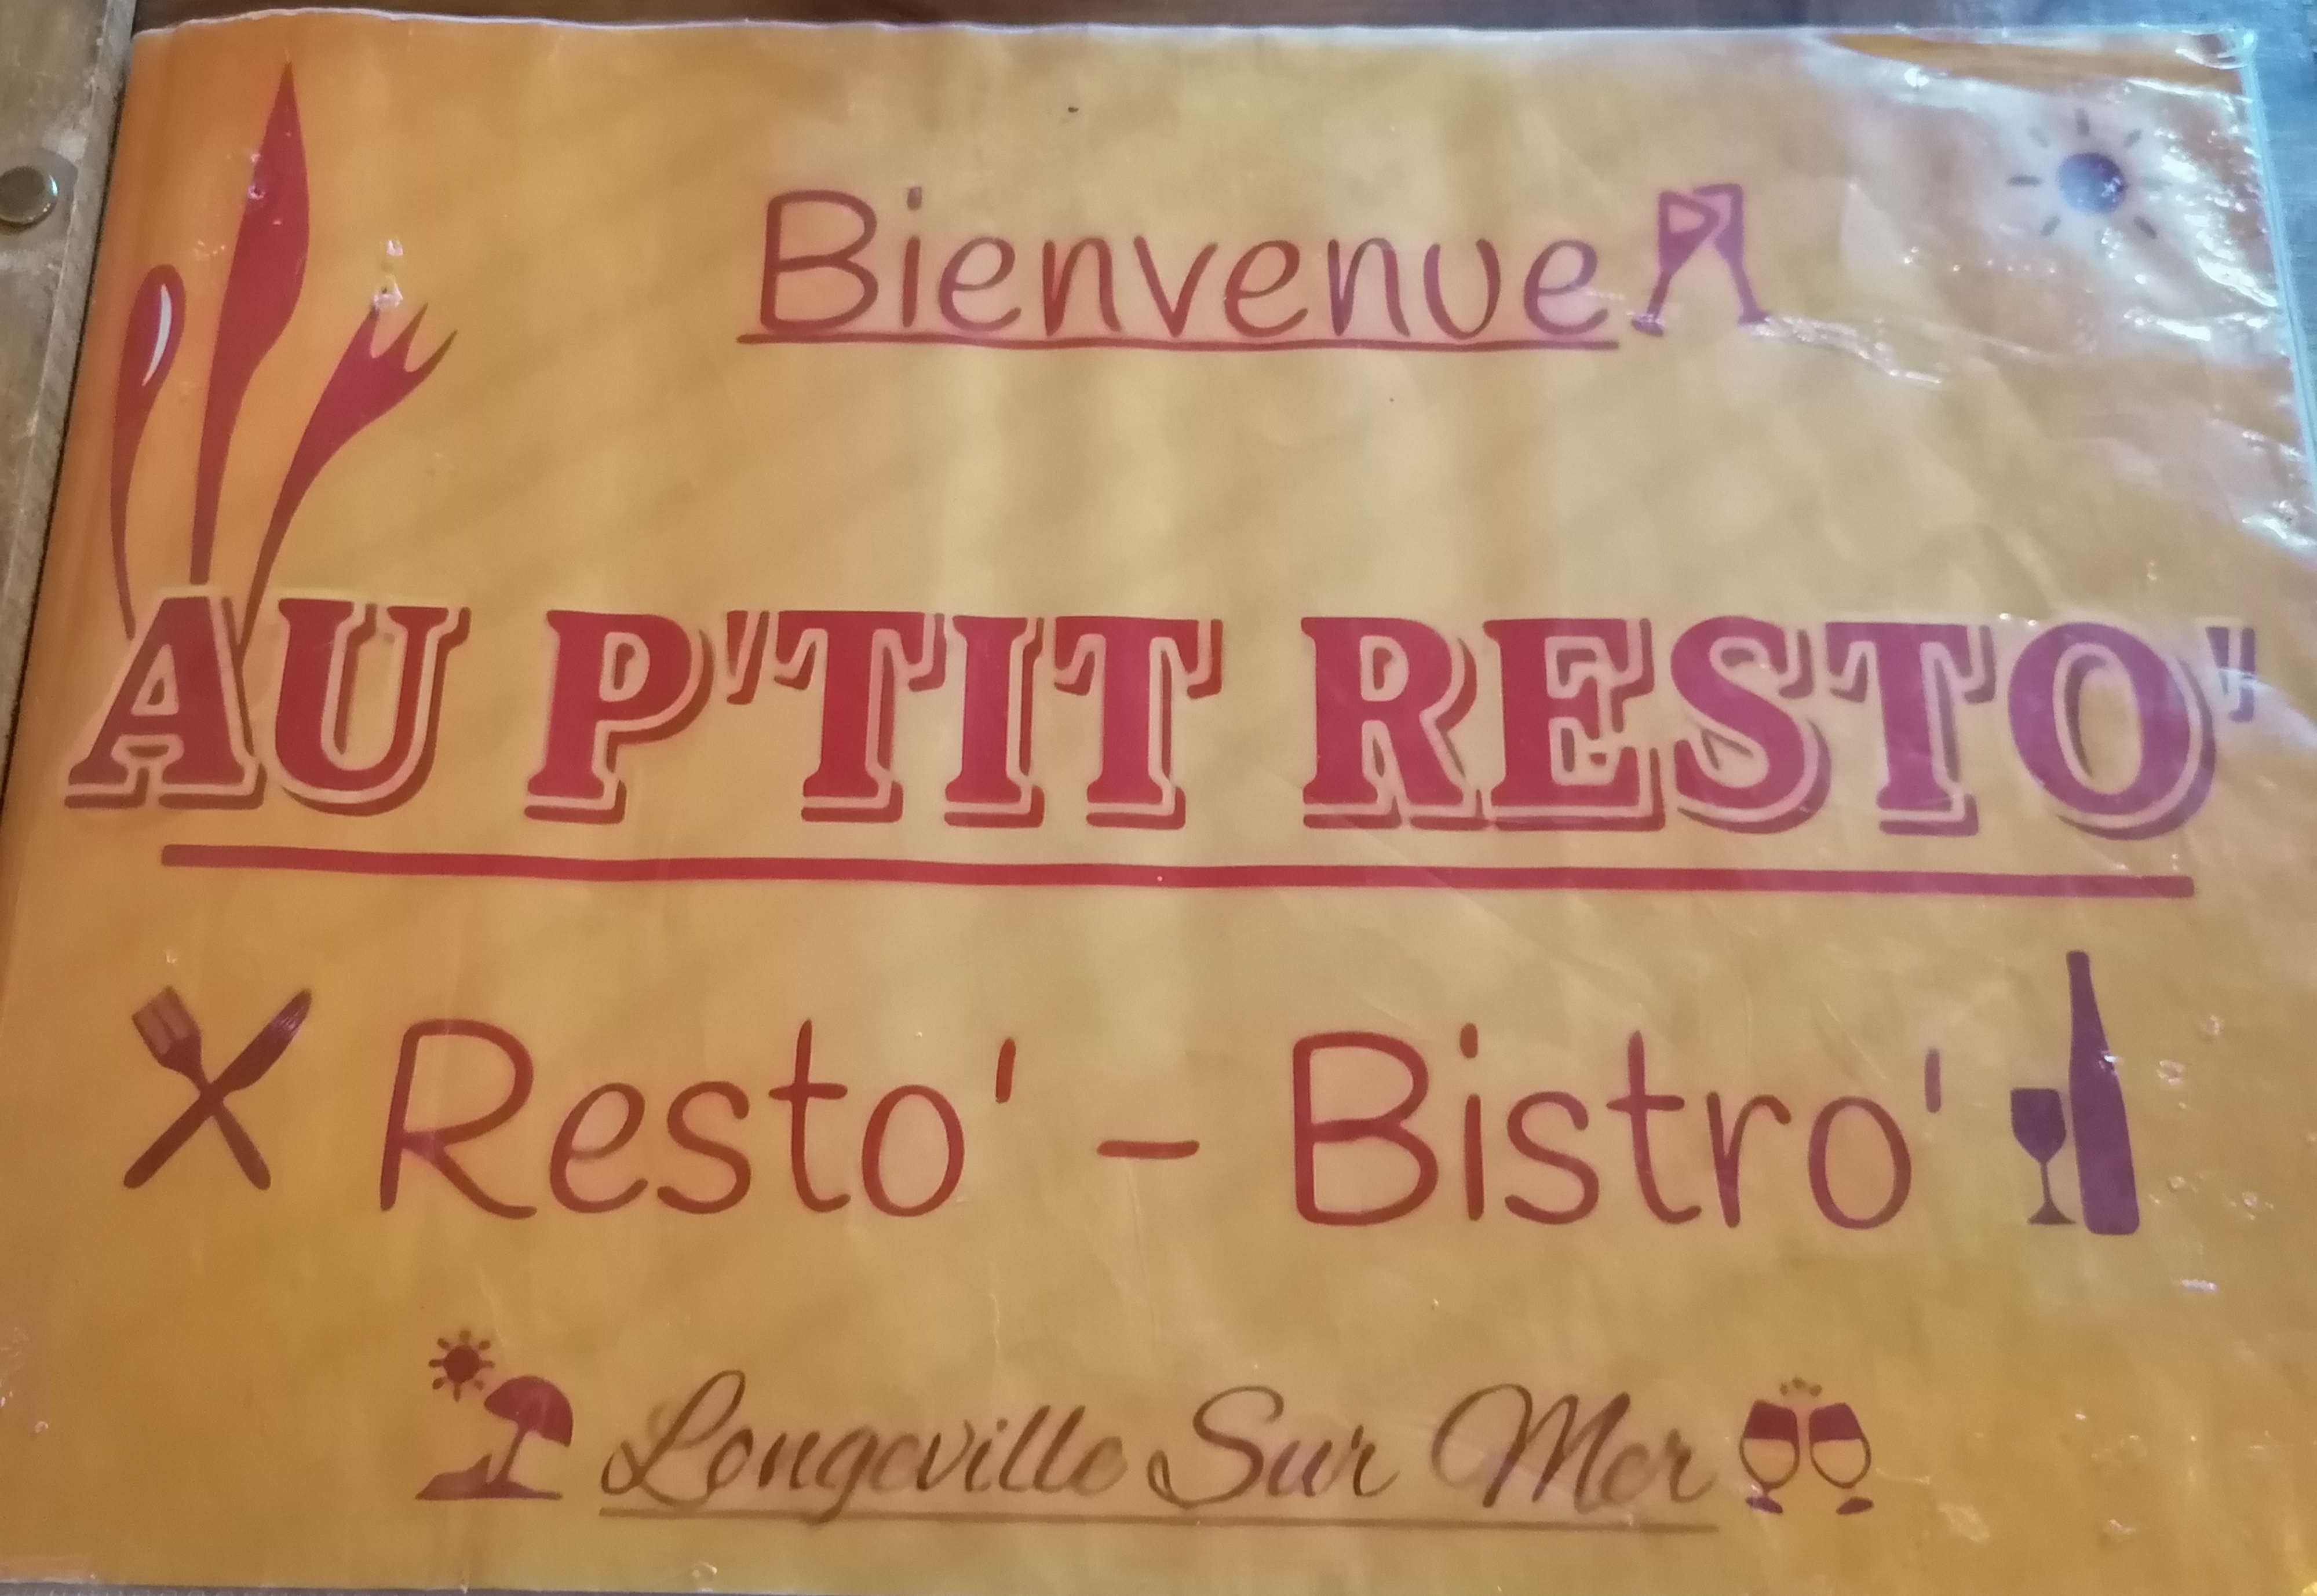 Bienvenue
AU P'TIT RESTO'
Resto' - Bistro'
Longeville Sur Mer